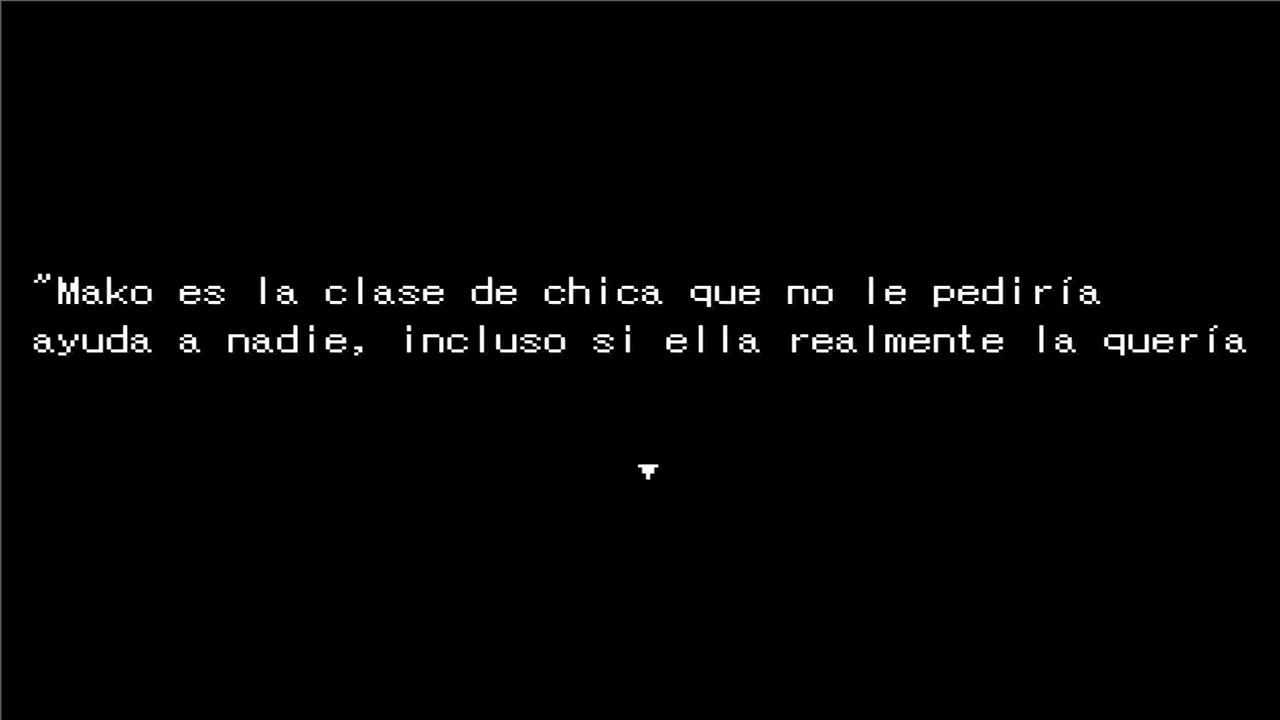 "Mako es la clase de chica que no le pediría
ayuda a nadie, incluso si ella realmente la quería